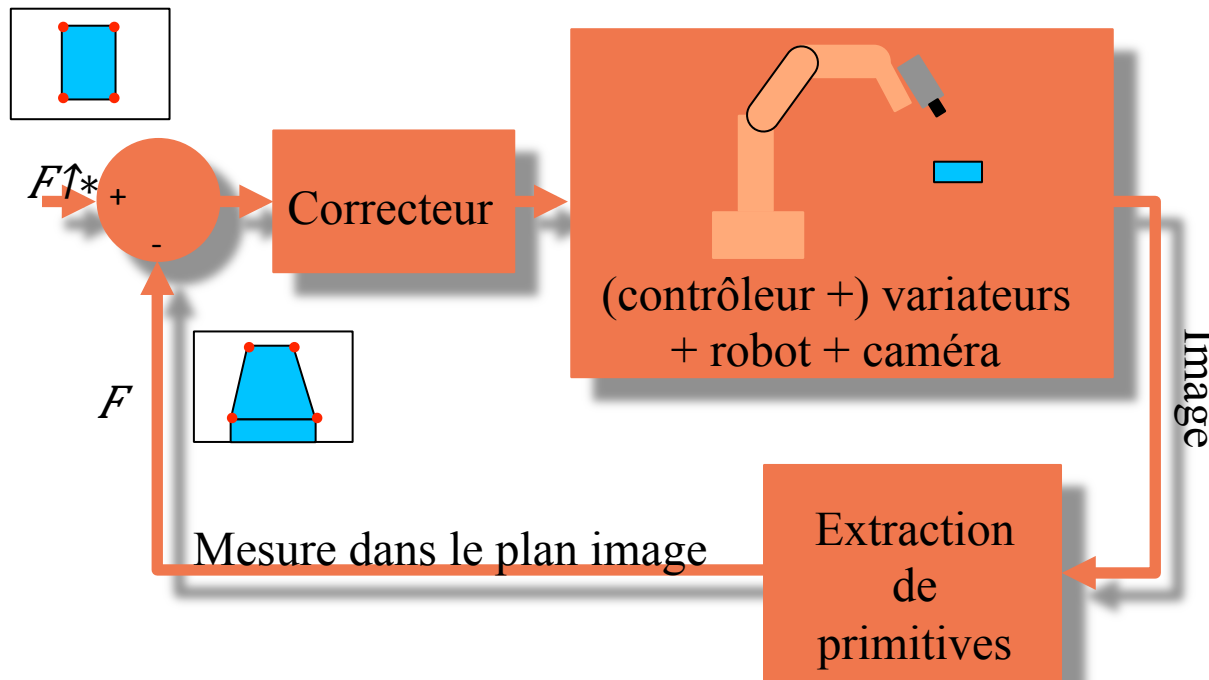 F↑*
+
-
Correcteur
(contrôleur +) variateurs
+ robot + caméra
Image
F
Mesure dans le plan image
Extraction
de
primitives